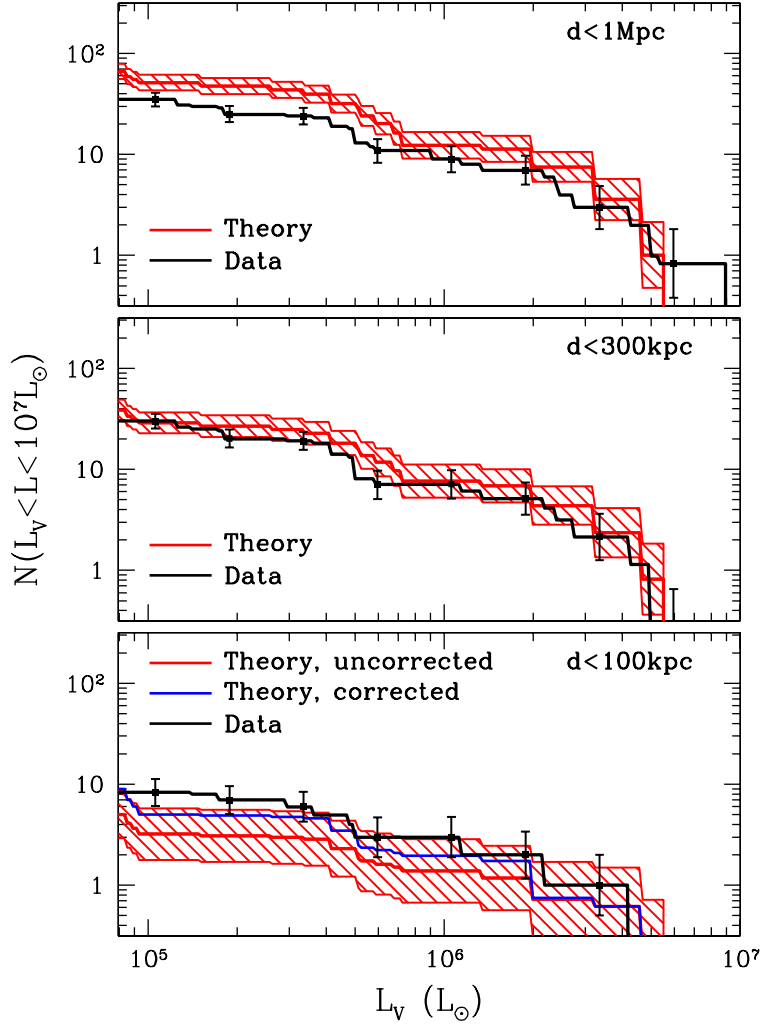 d<1Mpc
10²
10
1
Theory
Data
d<300kpc
10²
10
1
Theory
Data
N(L_V<L<10⁷L_⊙)
Theory, uncorrected
d<100kpc
Theory, corrected
Data
10²
10
1
10⁵
10⁶
10⁷
L_V (L_⊙)